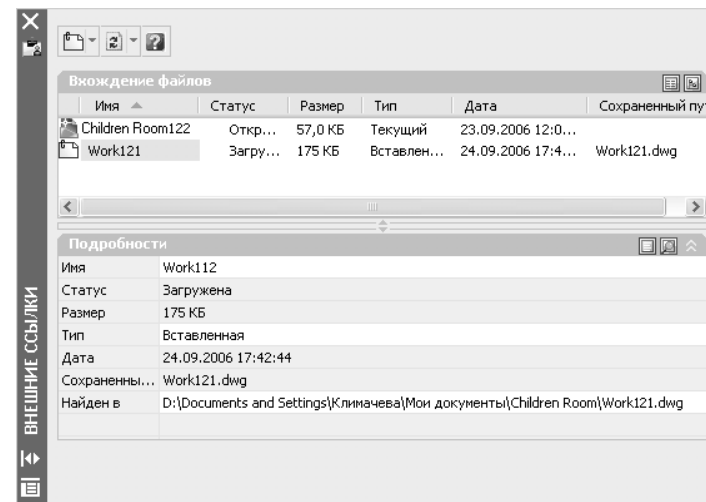 Вхождение файлов
Имя Статус Размер Тип Дата Сохраненный пу
Children Room122 Откр... 57,0 КБ Текущий 23.09.2006 12:0...
Work121 Загру... 175 КБ Вставлен... 24.09.2006 17:4... Work121.dwg
Подробности
Имя Work112
Статус Загружена
Размер 175 КБ
Тип Вставленная
Дата 24.09.2006 17:42:44
Сохраненны... Work121.dwg
Найден в D:\Documents and Settings\Климачева\Мои документы\Children Room\Work121.dwg
ВНЕШНИЕ ССЫЛКИ